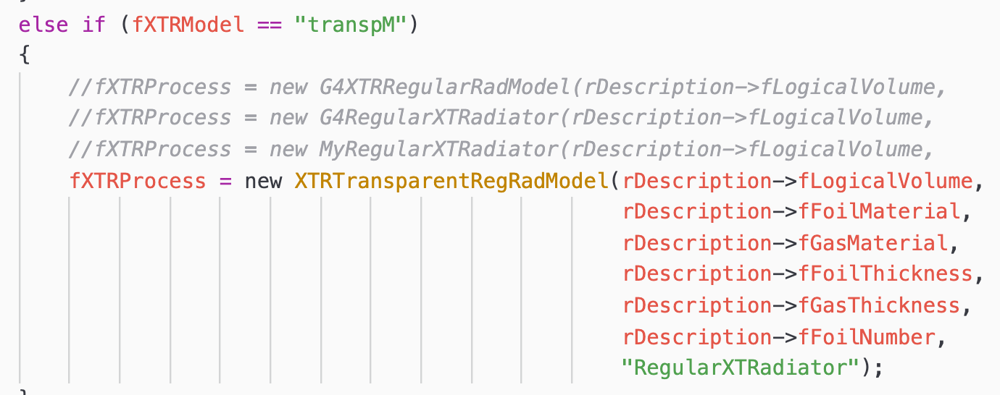 }
else if (fXTRModel == "transpM")
{
//fXTRProcess = new G4XTRRegularRadModel(rDescription->fLogicalVolume,
//fXTRProcess = new G4RegularXTRadiator(rDescription->fLogicalVolume,
//fXTRProcess = new MyRegularXTRadiator(rDescription->fLogicalVolume,
fXTRProcess = new XTRTransparentRegRadModel(rDescription->fLogicalVolume,
rDescription->fFoilMaterial,
rDescription->fGasMaterial,
rDescription->fFoilThickness,
rDescription->fGasThickness,
rDescription->fFoilNumber,
"RegularXTRadiator");
}